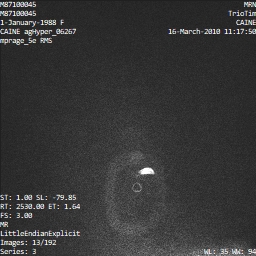 M87100045
MRN
M87100045
TrioTim
1-January-1988 F
CAINE
CAINE agHyper_06267
16-March-2010 11:17:50
mprage_5e RMS
ST: 1.00 SL: -79.85
RT: 2530.00 ET: 1.64
FS: 3.00
MR
LittleEndianExplicit
Images: 13/192
Series: 3
WL: 35 WW: 94